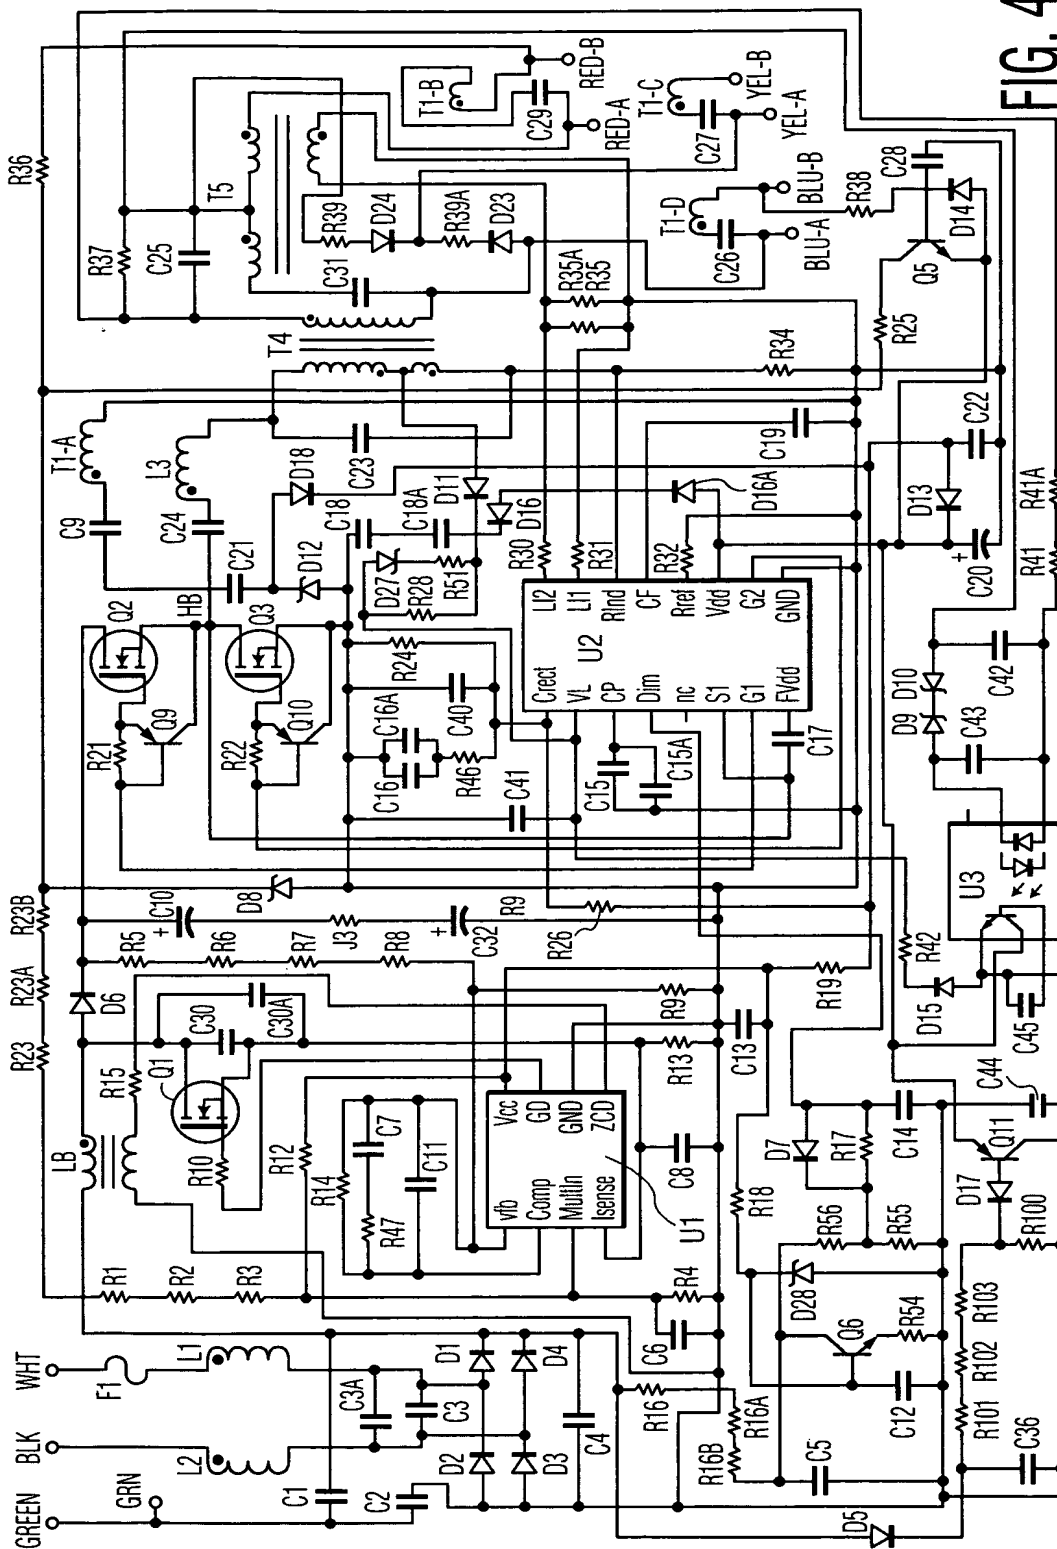 FIG. 4
R36
R37
C25
T5
R39
D24
R39A
D23
C31
T4
T1-B
C29
RED-B
RED-A
T1-C
C27
YEL-B
YEL-A
T1-D
C26
BLU-B
BLU-A
R38
C28
D14
Q5
R25
R35A
R35
R34
T1-A
L3
C9
C24
C21
D18
D12
C23
C18
C18A
D11
D16
D27
R28
R51
R30
R31
R32
D16A
C19
C22
D13
C20
+
R41A
R41
Q2
HB
Q3
Q9
R21
Q10
R22
R24
C16A
C16
C40
R46
C41
U2
Crect
VL
CP
Dim
nc
S1
G1
FVdd
LI2
LI1
RInd
CF
Rref
Vdd
G2
GND
C15
C15A
C17
D10
D9
C42
C43
U3
R23B
R23A
R23
D8
C10
+
R5
R6
R7
R8
J3
C32
+
R9
R26
D6
C30
C30A
Q1
R15
LB
R10
R12
R14
C7
R47
C11
Vcc
GD
GND
ZCD
vfb
Comp
MultIn
Isense
U1
R9
R13
C13
C8
R19
R42
D15
C45
C44
R1
R2
R3
R4
C6
R18
D7
R17
C14
Q11
D17
R100
R56
R55
D28
Q6
R54
C12
R103
R102
R101
C36
WHT
BLK
GREEN
GRN
F1
L1
L2
C3A
C3
C1
C2
D1
D4
D2
D3
C4
R16
R16A
R16B
C5
D5